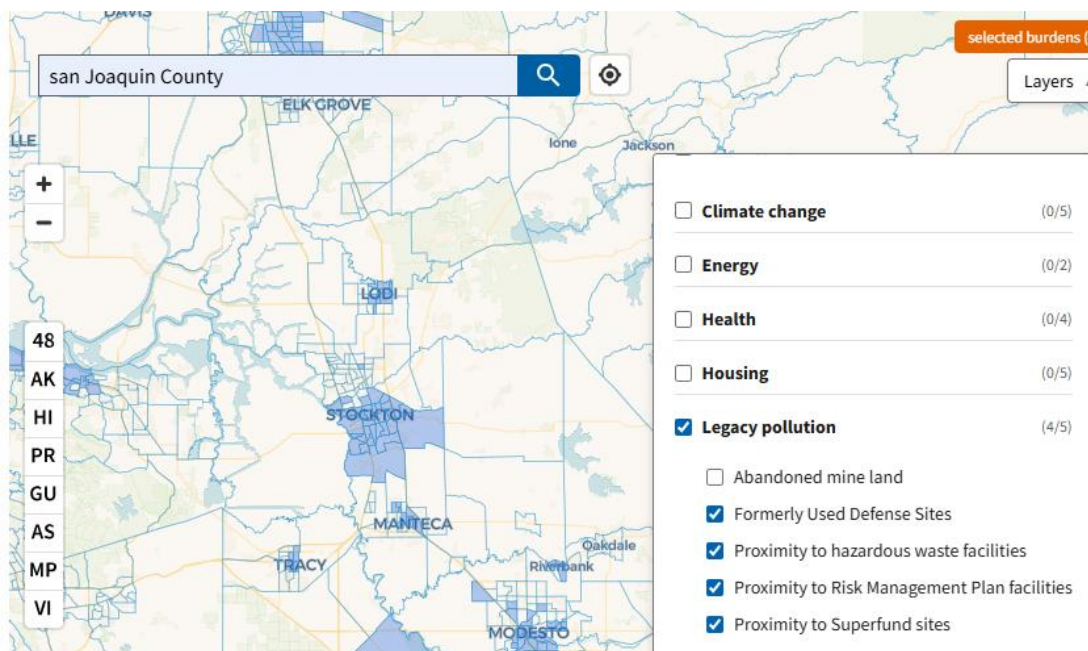 DAVIS
selected burdens (
san Joaquin County
Layers
ELK GROVE
LLE
Ione
Jackson
+
−
Climate change (0/5)
Energy (0/2)
LODI
Health (0/4)
48
AK
Housing (0/5)
HI
STOCKTON
Legacy pollution (4/5)
PR
Abandoned mine land
GU
Formerly Used Defense Sites
AS
MANTECA
Oakdale
Proximity to hazardous waste facilities
TRACY
Riverbank
MP
Proximity to Risk Management Plan facilities
VI
MODESTO
Proximity to Superfund sites